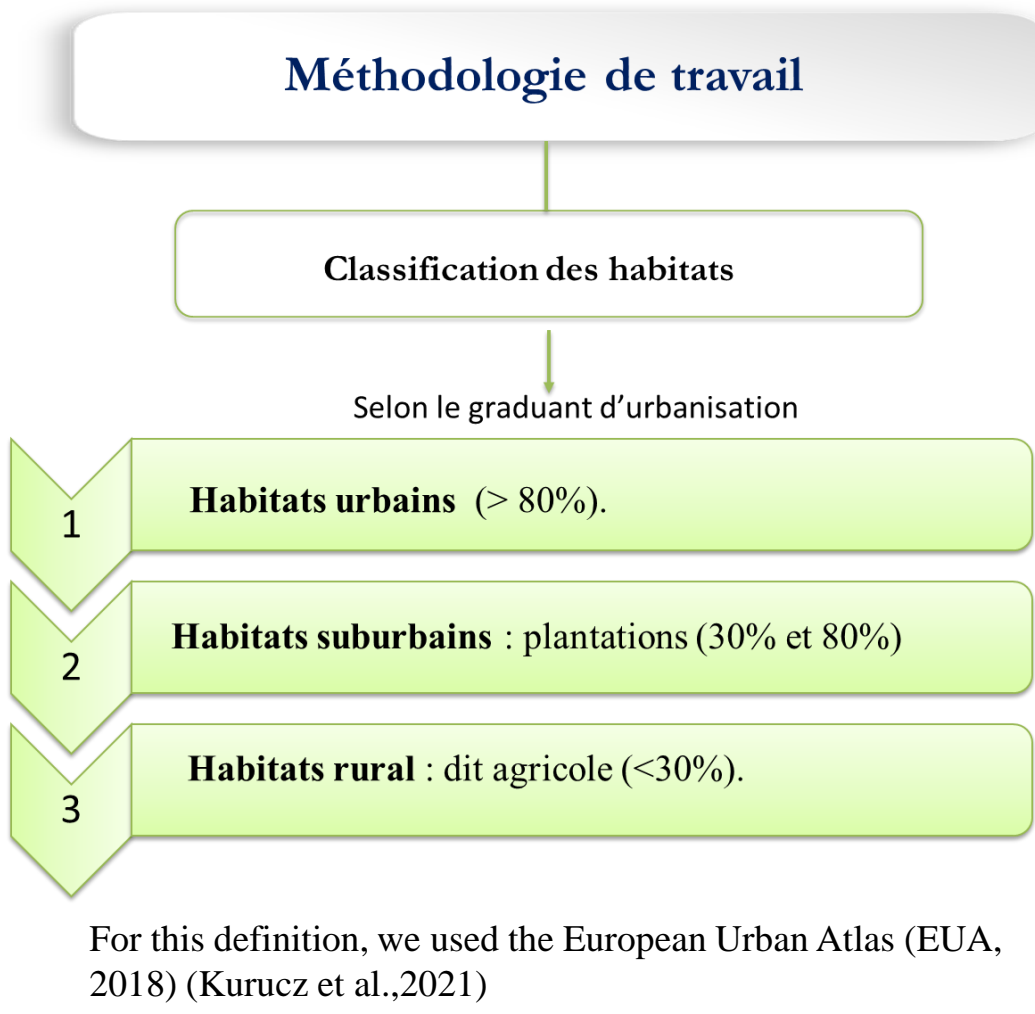 Méthodologie de travail
Classification des habitats
Selon le graduant d'urbanisation
1
Habitats urbains (> 80%).
2
Habitats suburbains : plantations (30% et 80%)
3
Habitats rural : dit agricole (<30%).
For this definition, we used the European Urban Atlas (EUA,
2018) (Kurucz et al.,2021)